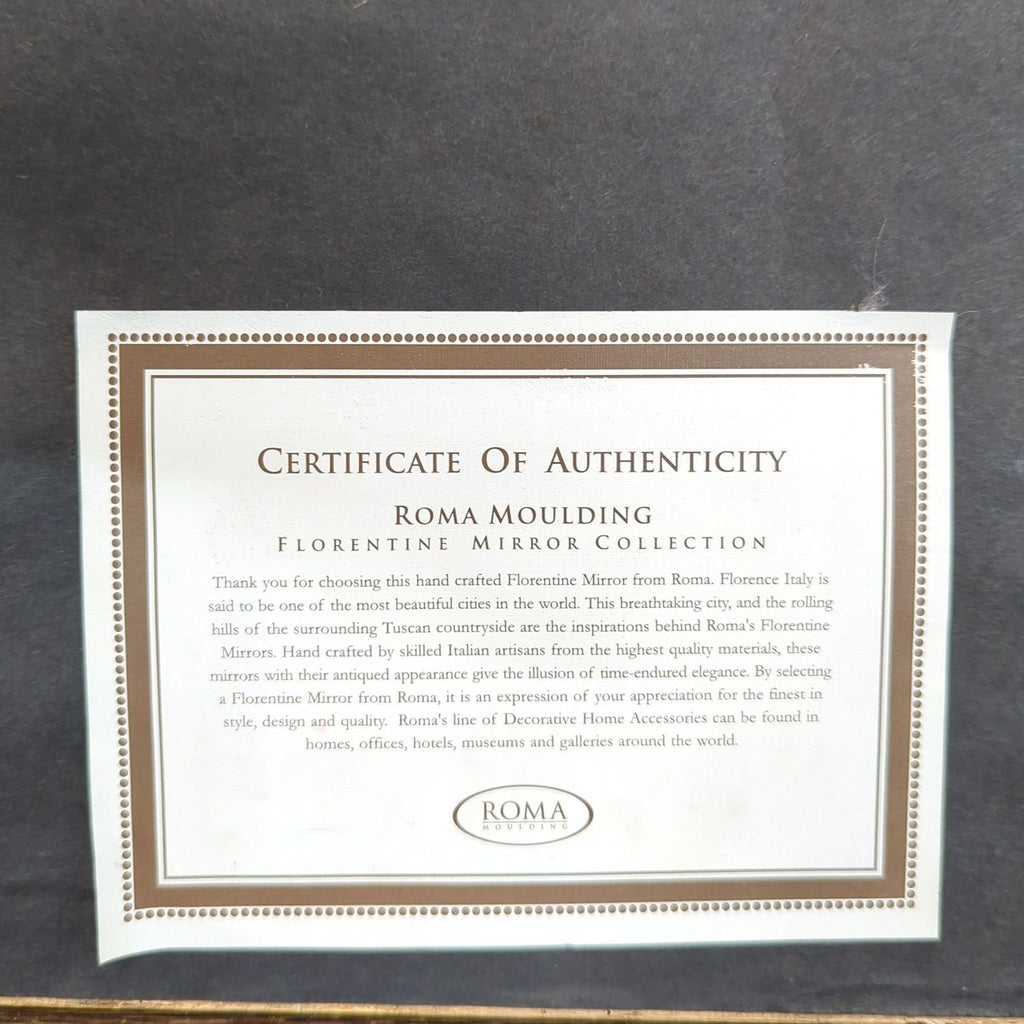 Certificate Of Authenticity
Roma Moulding
Florentine Mirror Collection
Thank you for choosing this hand crafted Florentine Mirror from Roma. Florence Italy is
said to be one of the most beautiful cities in the world. This breathtaking city, and the rolling
hills of the surrounding Tuscan countryside are the inspirations behind Roma's Florentine
Mirrors. Hand crafted by skilled Italian artisans from the highest quality materials, these
mirrors with their antiqued appearance give the illusion of time-endured elegance. By selecting
a Florentine Mirror from Roma, it is an expression of your appreciation for the finest in
style, design and quality. Roma's line of Decorative Home Accessories can be found in
homes, offices, hotels, museums and galleries around the world.
ROMA
MOULDING